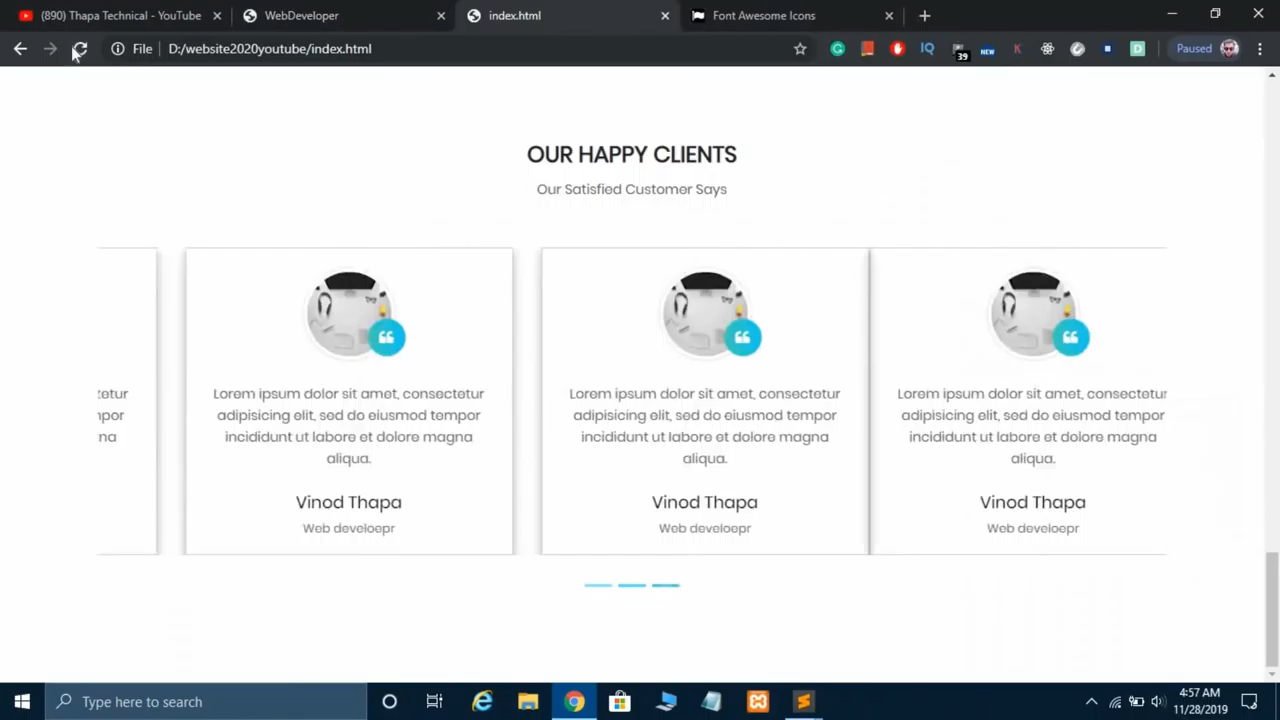 (890) Thapa Technical - YouTube
WebDeveloper
index.html
Font Awesome Icons
File
D:/website2020youtube/index.html
IQ
39
NEW
K
D
Paused
OUR HAPPY CLIENTS
Our Satisfied Customer Says
tetur
npor
na
Lorem ipsum dolor sit amet, consectetur
adipisicing elit, sed do eiusmod tempor
incididunt ut labore et dolore magna
aliqua.
Vinod Thapa
Web develoepr
Lorem ipsum dolor sit amet, consectetur
adipisicing elit, sed do eiusmod tempor
incididunt ut labore et dolore magna
aliqua.
Vinod Thapa
Web develoepr
Lorem ipsum dolor sit amet, consectetur
adipisicing elit, sed do eiusmod tempor
incididunt ut labore et dolore magna
aliqua.
Vinod Thapa
Web develoepr
Type here to search
4:57 AM
11/28/2019